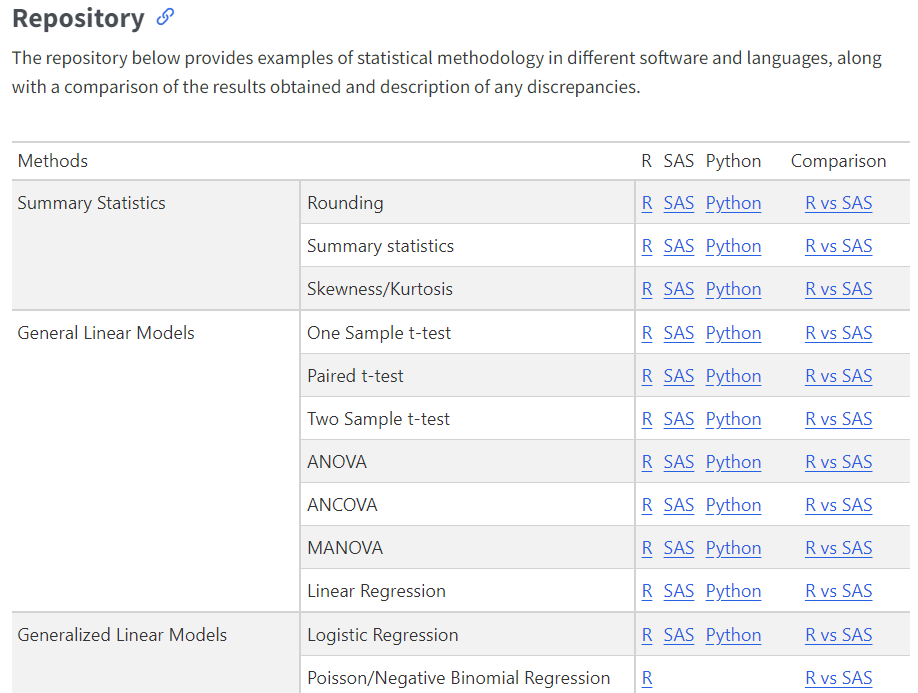 Repository
The repository below provides examples of statistical methodology in different software and languages, along
with a comparison of the results obtained and description of any discrepancies.
Methods R SAS Python Comparison
Summary Statistics Rounding R SAS Python R vs SAS
Summary statistics R SAS Python R vs SAS
Skewness/Kurtosis R SAS Python R vs SAS
General Linear Models One Sample t-test R SAS Python R vs SAS
Paired t-test R SAS Python R vs SAS
Two Sample t-test R SAS Python R vs SAS
ANOVA R SAS Python R vs SAS
ANCOVA R SAS Python R vs SAS
MANOVA R SAS Python R vs SAS
Linear Regression R SAS Python R vs SAS
Generalized Linear Models Logistic Regression R SAS Python R vs SAS
Poisson/Negative Binomial Regression R R vs SAS